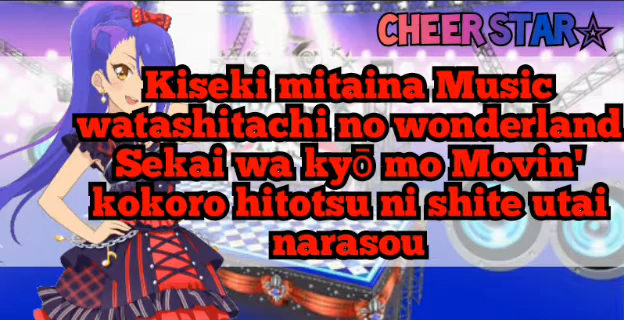 CHEER STAR☆
Kiseki mitaina Music
watashitachi no wonderland
Sekai wa kyō mo Movin'
kokoro hitotsu ni shite utai
narasou